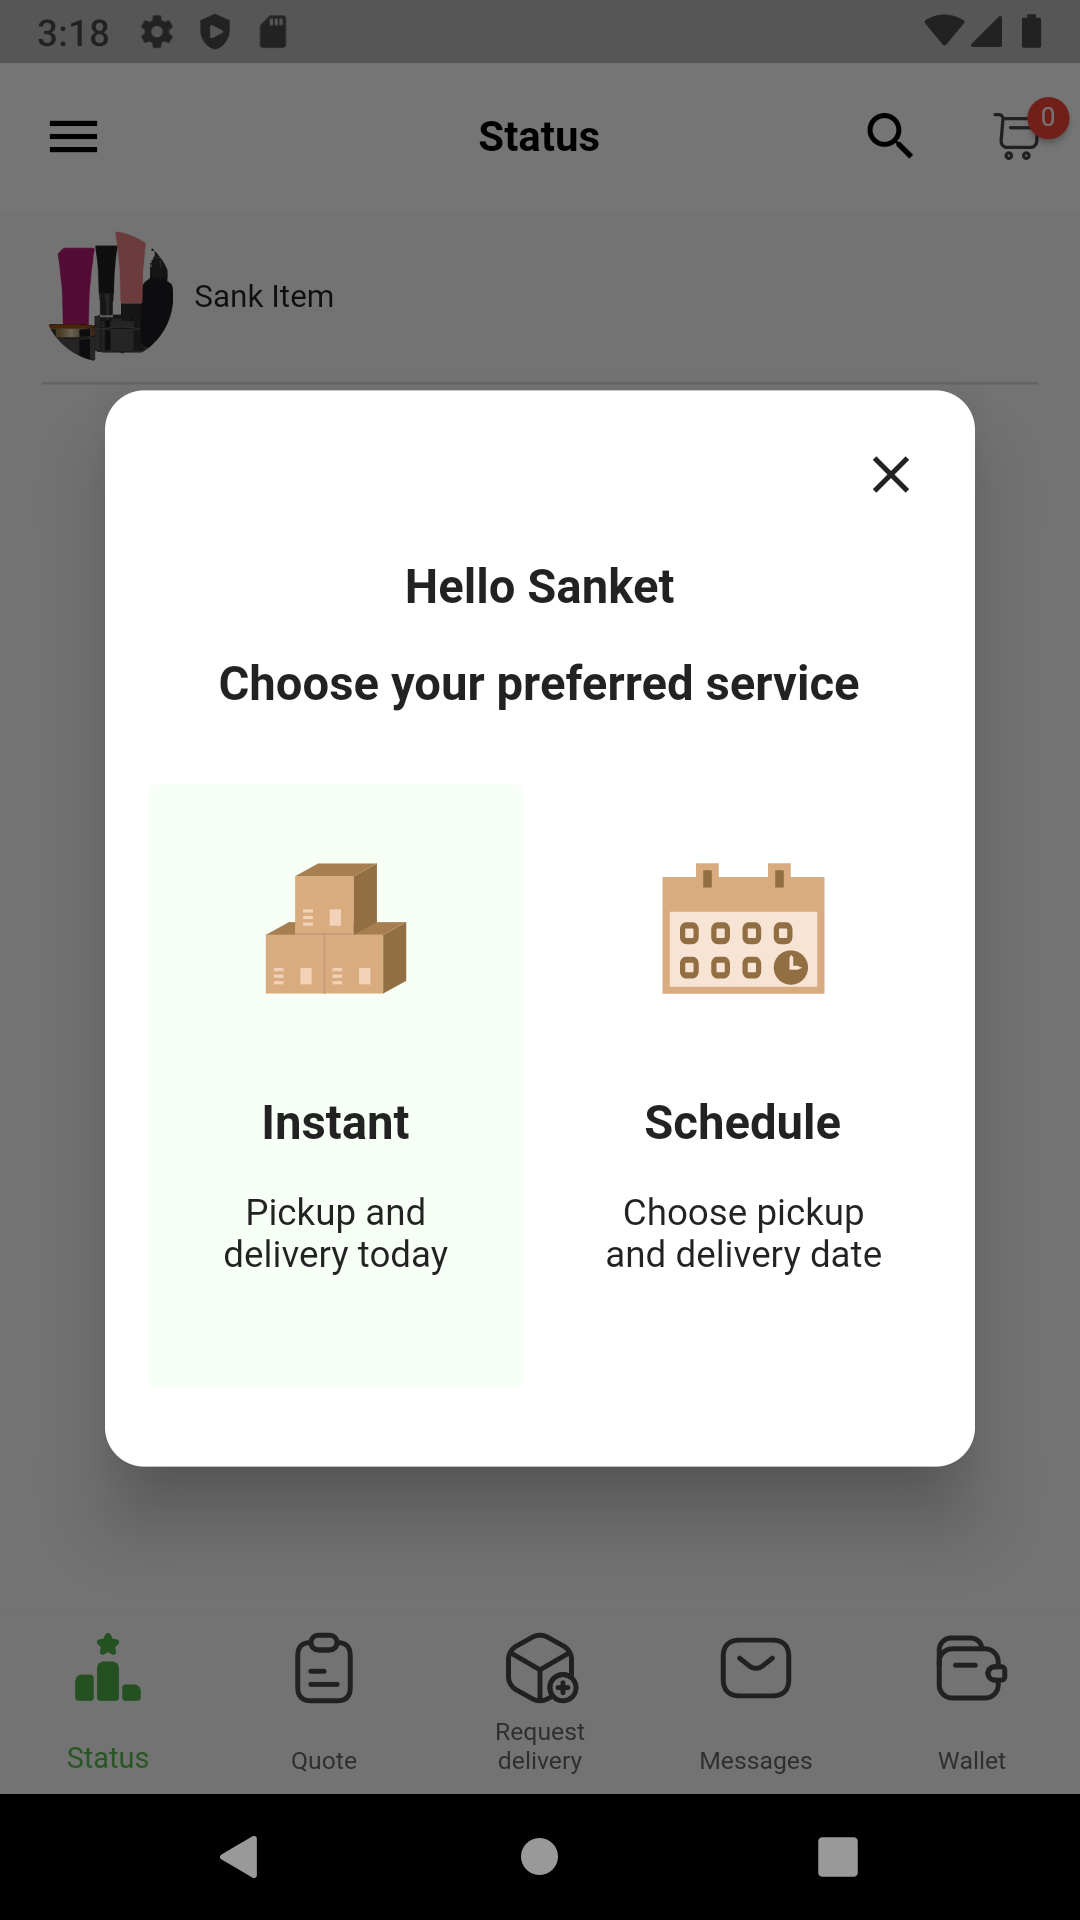 3:18
Status
0
Sank Item
Hello Sanket
Choose your preferred service
Instant
Pickup and
delivery today
Schedule
Choose pickup
and delivery date
Status
Quote
Request
delivery
Messages
Wallet